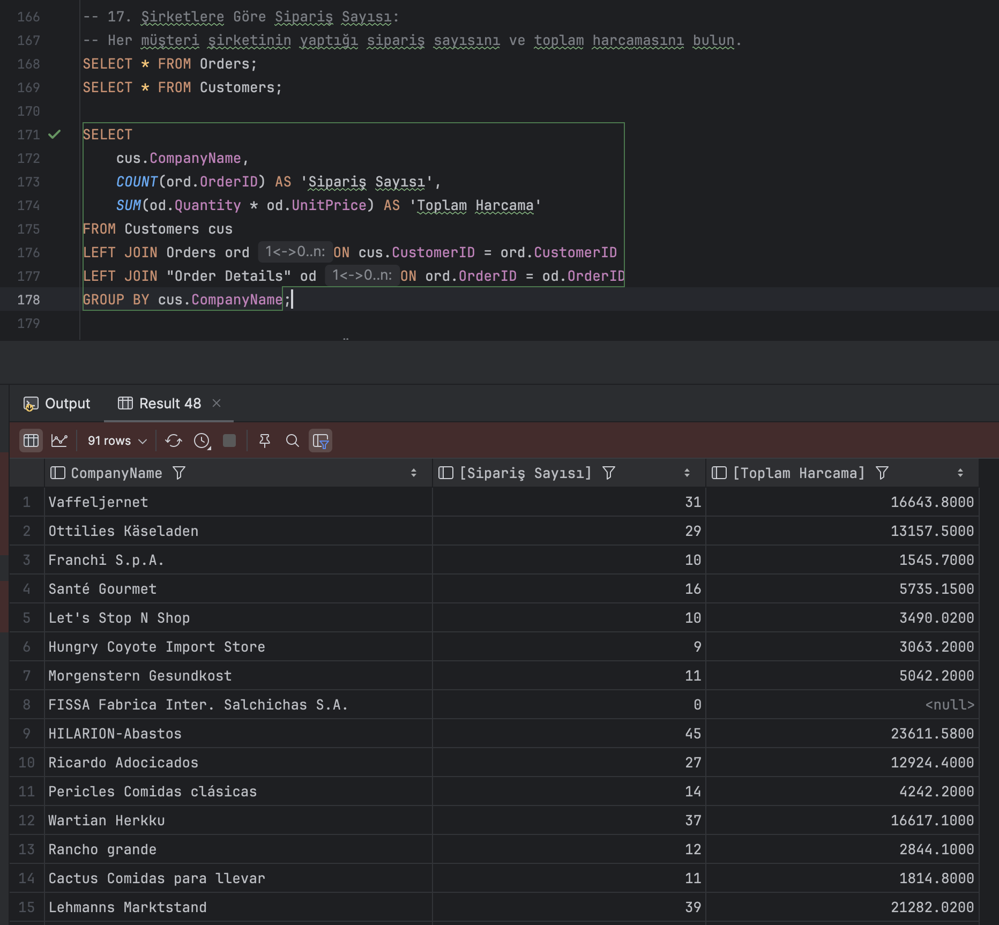 166 -- 17. Şirketlere Göre Sipariş Sayısı:
167 -- Her müşteri şirketinin yaptığı sipariş sayısını ve toplam harcamasını bulun.
168 SELECT * FROM Orders;
169 SELECT * FROM Customers;
170
171 SELECT
172 cus.CompanyName,
173 COUNT(ord.OrderID) AS 'Sipariş Sayısı',
174 SUM(od.Quantity * od.UnitPrice) AS 'Toplam Harcama'
175 FROM Customers cus
176 LEFT JOIN Orders ord 1<->0..n: ON cus.CustomerID = ord.CustomerID
177 LEFT JOIN "Order Details" od 1<->0..n: ON ord.OrderID = od.OrderID
178 GROUP BY cus.CompanyName;
179
Output Result 48
91 rows
CompanyName [Sipariş Sayısı] [Toplam Harcama]
1 Vaffeljernet 31 16643.8000
2 Ottilies Käseladen 29 13157.5000
3 Franchi S.p.A. 10 1545.7000
4 Santé Gourmet 16 5735.1500
5 Let's Stop N Shop 10 3490.0200
6 Hungry Coyote Import Store 9 3063.2000
7 Morgenstern Gesundkost 11 5042.2000
8 FISSA Fabrica Inter. Salchichas S.A. 0 <null>
9 HILARION-Abastos 45 23611.5800
10 Ricardo Adocicados 27 12924.4000
11 Pericles Comidas clásicas 14 4242.2000
12 Wartian Herkku 37 16617.1000
13 Rancho grande 12 2844.1000
14 Cactus Comidas para llevar 11 1814.8000
15 Lehmanns Marktstand 39 21282.0200